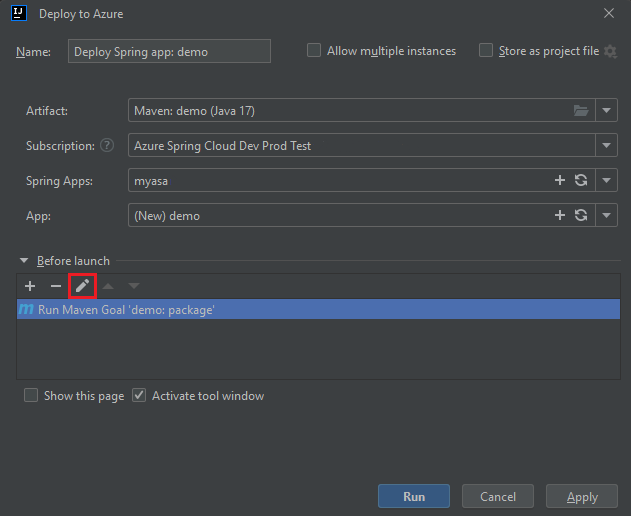 IJ Deploy to Azure
Name: Deploy Spring app: demo Allow multiple instances Store as project file
Artifact: Maven: demo (Java 17)
Subscription: ? Azure Spring Cloud Dev Prod Test
Spring Apps: myasa
App: (New) demo
Before launch
m Run Maven Goal 'demo: package'
Show this page Activate tool window
Run Cancel Apply